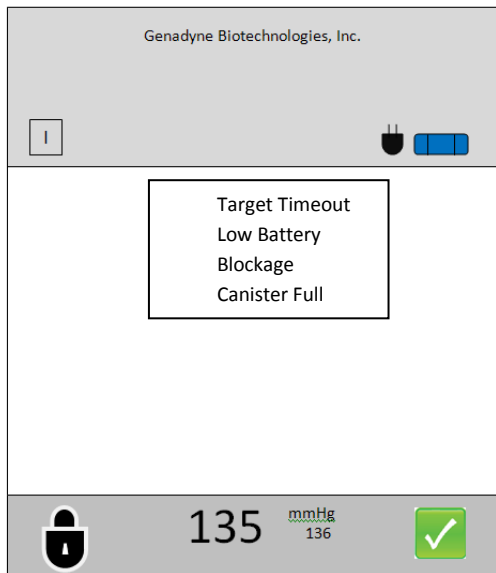 Genadyne Biotechnologies, Inc.
I
Target Timeout
Low Battery
Blockage
Canister Full
135 mmHg
136